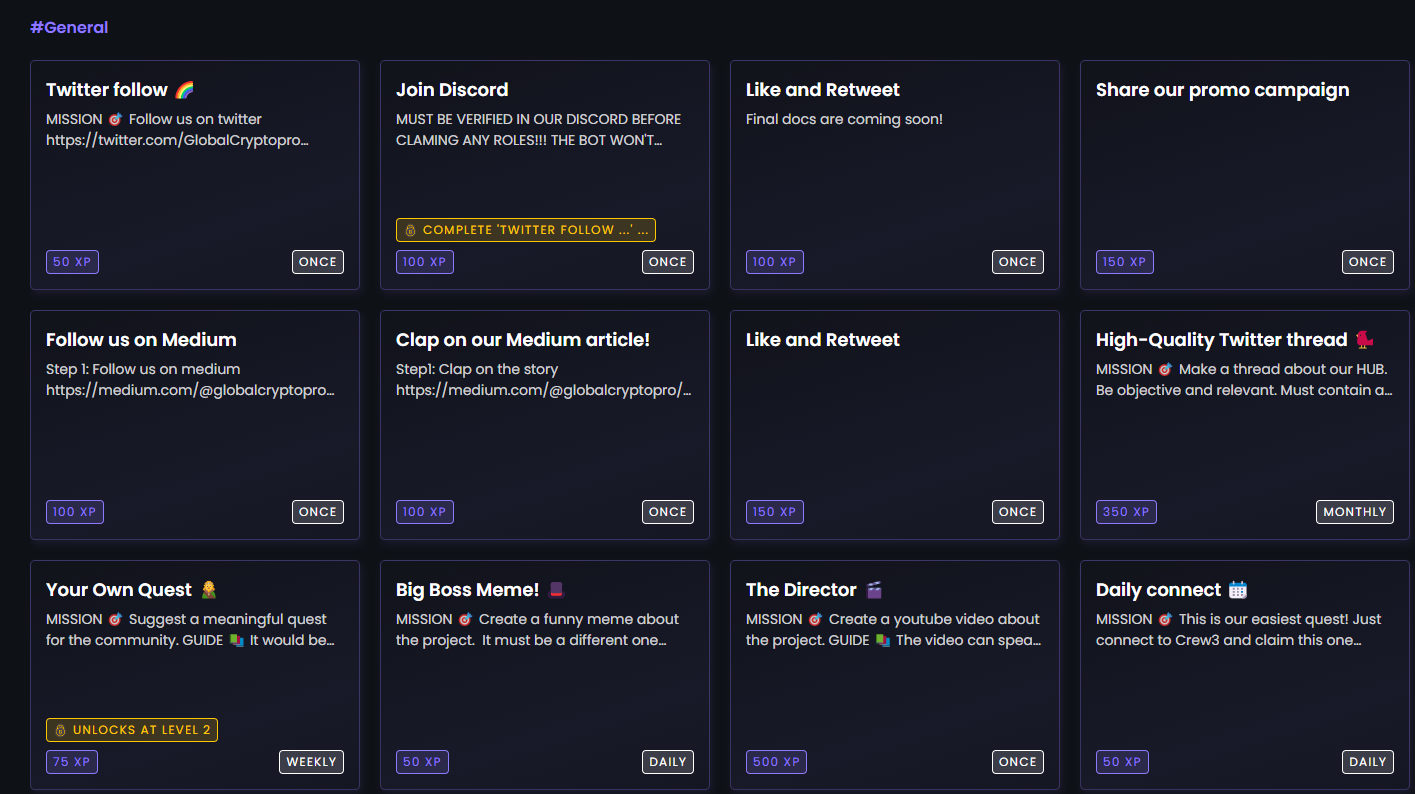 #General
Twitter follow 🌈
MISSION 🎯 Follow us on twitter
https://twitter.com/GlobalCryptopro…
50 XP
ONCE
Join Discord
MUST BE VERIFIED IN OUR DISCORD BEFORE
CLAMING ANY ROLES!!! THE BOT WON'T…
COMPLETE 'TWITTER FOLLOW ...' ...
100 XP
ONCE
Like and Retweet
Final docs are coming soon!
100 XP
ONCE
Share our promo campaign
150 XP
ONCE
Follow us on Medium
Step 1: Follow us on medium
https://medium.com/@globalcryptopro…
100 XP
ONCE
Clap on our Medium article!
Step1: Clap on the story
https://medium.com/@globalcryptopro/…
100 XP
ONCE
Like and Retweet
150 XP
ONCE
High-Quality Twitter thread 🐦
MISSION 🎯 Make a thread about our HUB.
Be objective and relevant. Must contain a…
350 XP
MONTHLY
Your Own Quest
MISSION 🎯 Suggest a meaningful quest
for the community. GUIDE 📚 It would be…
UNLOCKS AT LEVEL 2
75 XP
WEEKLY
Big Boss Meme! 🎩
MISSION 🎯 Create a funny meme about
the project.  It must be a different one…
50 XP
DAILY
The Director 🎬
MISSION 🎯 Create a youtube video about
the project. GUIDE 📚 The video can spea…
500 XP
ONCE
Daily connect 📅
MISSION 🎯 This is our easiest quest! Just
connect to Crew3 and claim this one…
50 XP
DAILY